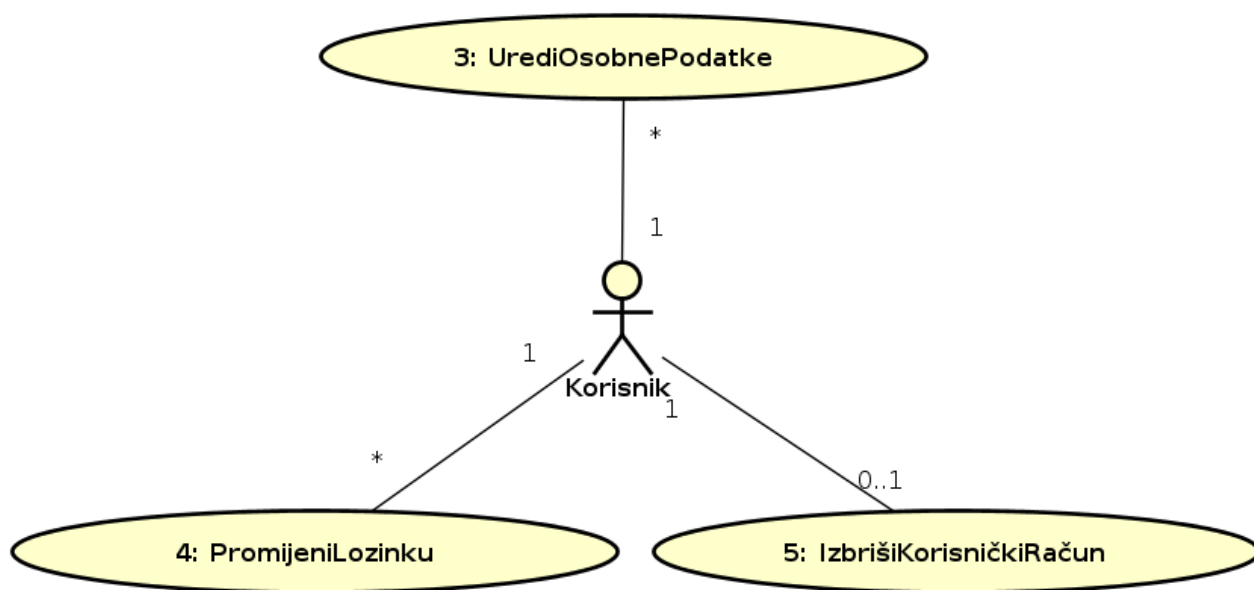 3: UrediOsobnePodatke
*
1
1
Korisnik
1
*
0..1
4: PromijeniLozinku
5: IzbrišiKorisničkiRačun